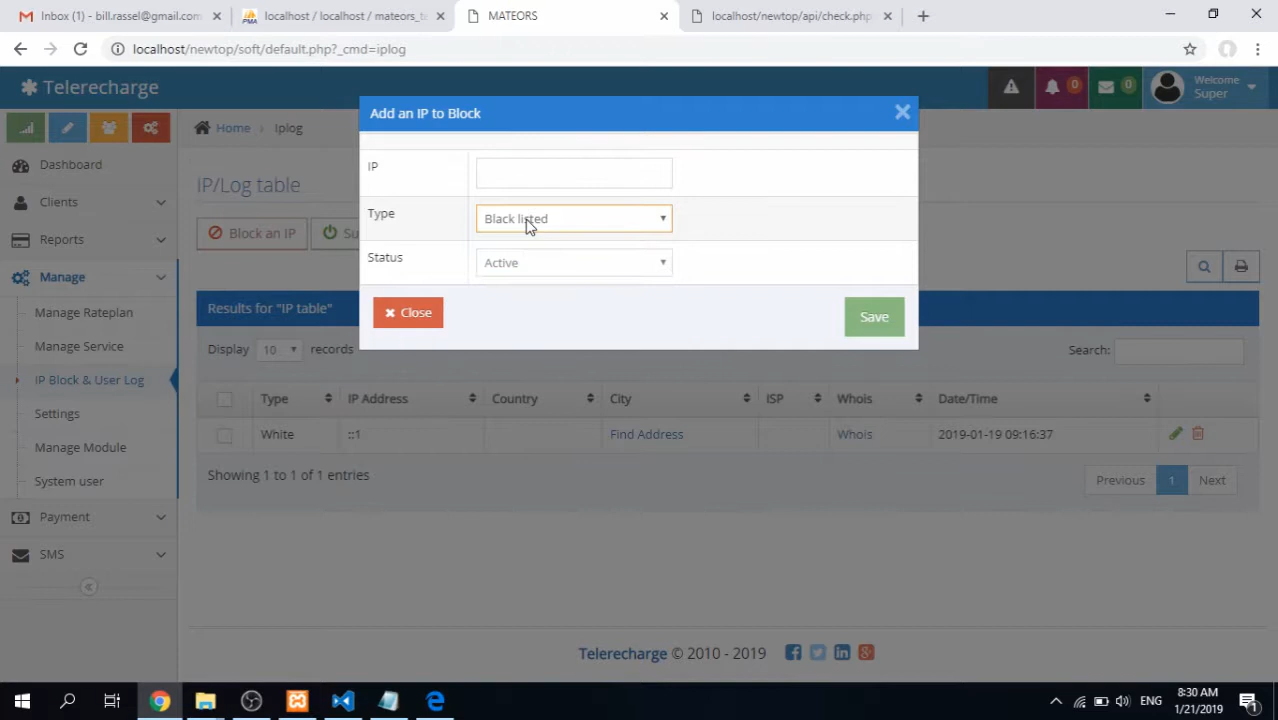 Inbox (1) - bill.rassel@gmail.com
localhost / localhost / mateors_t
MATEORS
localhost/newtop/api/check.php
localhost/newtop/soft/default.php?_cmd=iplog
Telerecharge
0
0
Welcome
Super
Home
Iplog
Add an IP to Block
Dashboard
Clients
Reports
Manage
Manage Rateplan
Manage Service
IP Block & User Log
Settings
Manage Module
System user
Payment
SMS
IP/Log table
Block an IP
Su
IP
Type
Black listed
Status
Active
Close
Save
Results for "IP table"
Display 10 records
Search:
Type IP Address Country City ISP Whois Date/Time
White ::1 Find Address Whois 2019-01-19 09:16:37
Showing 1 to 1 of 1 entries
Previous 1 Next
Telerecharge © 2010 - 2019
ENG
8:30 AM
1/21/2019
1